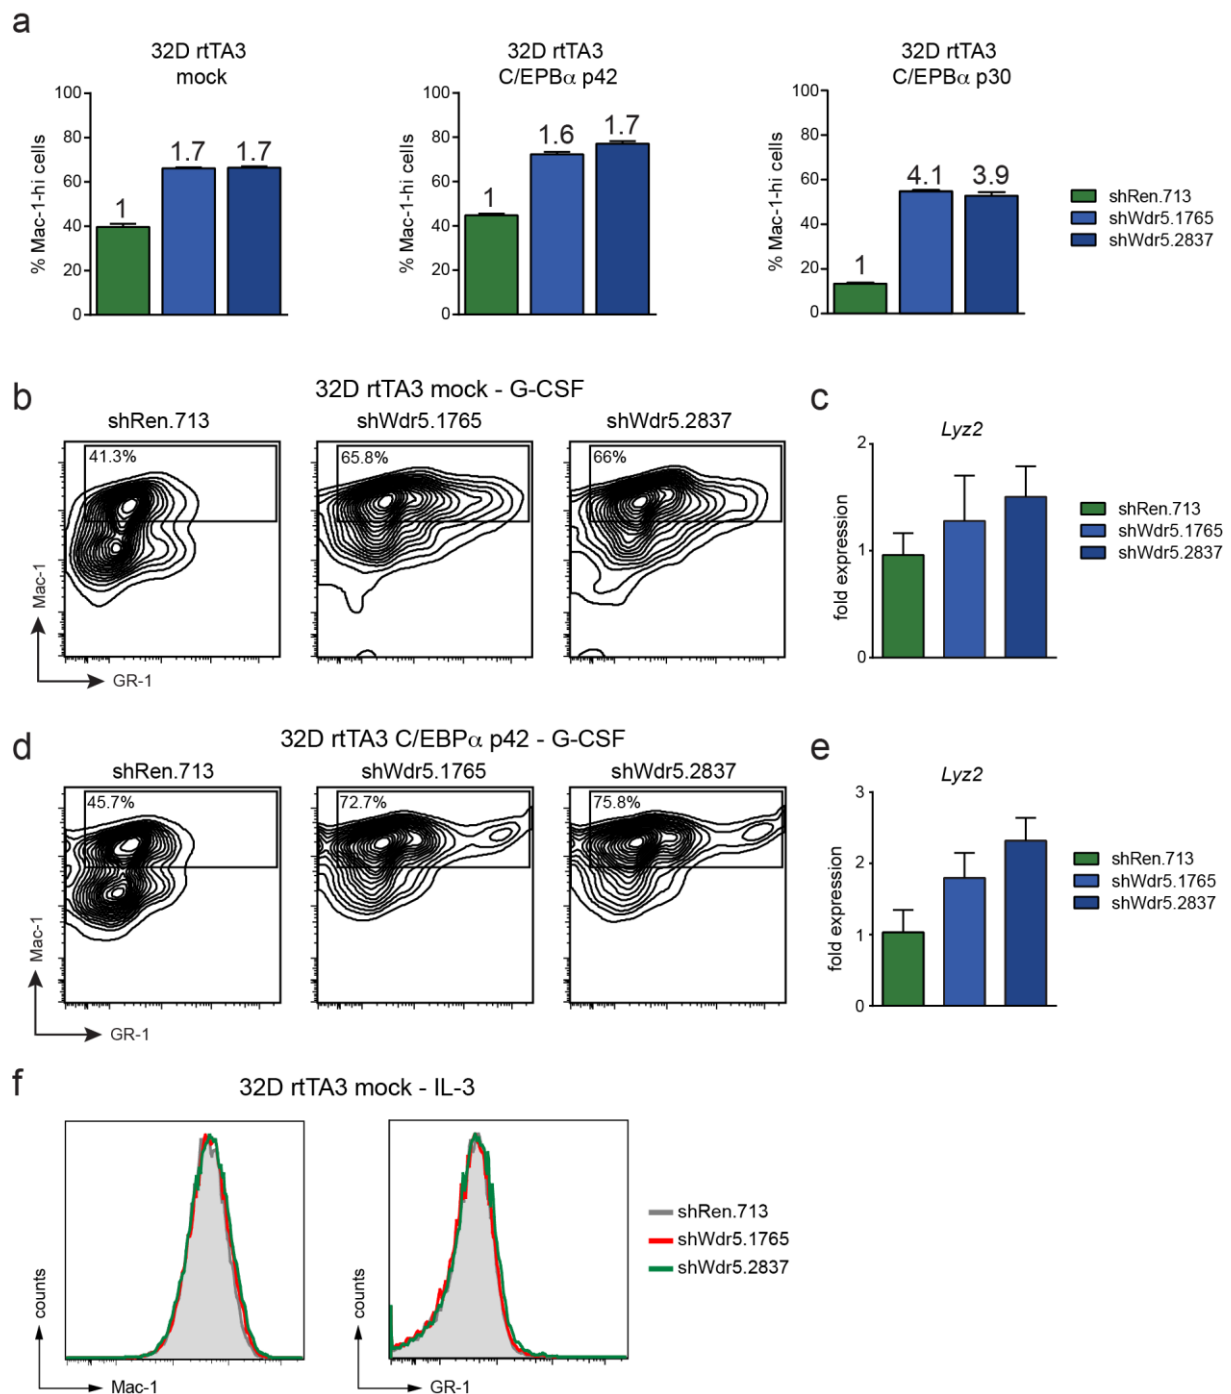 a
32D rtTA3
mock
32D rtTA3
C/EPBα p42
32D rtTA3
C/EPBα p30
% Mac-1-hi cells
100
80
60
40
20
0
1
1.7
1.7
% Mac-1-hi cells
100
80
60
40
20
0
1
1.6
1.7
% Mac-1-hi cells
100
80
60
40
20
0
1
4.1
3.9
shRen.713
shWdr5.1765
shWdr5.2837
b
32D rtTA3 mock - G-CSF
shRen.713
shWdr5.1765
shWdr5.2837
41.3%
65.8%
66%
Mac-1
GR-1
c
Lyz2
fold expression
2
1
0
shRen.713
shWdr5.1765
shWdr5.2837
d
32D rtTA3 C/EBPα p42 - G-CSF
shRen.713
shWdr5.1765
shWdr5.2837
45.7%
72.7%
75.8%
Mac-1
GR-1
e
Lyz2
fold expression
3
2
1
0
shRen.713
shWdr5.1765
shWdr5.2837
f
32D rtTA3 mock - IL-3
counts
Mac-1
counts
GR-1
shRen.713
shWdr5.1765
shWdr5.2837